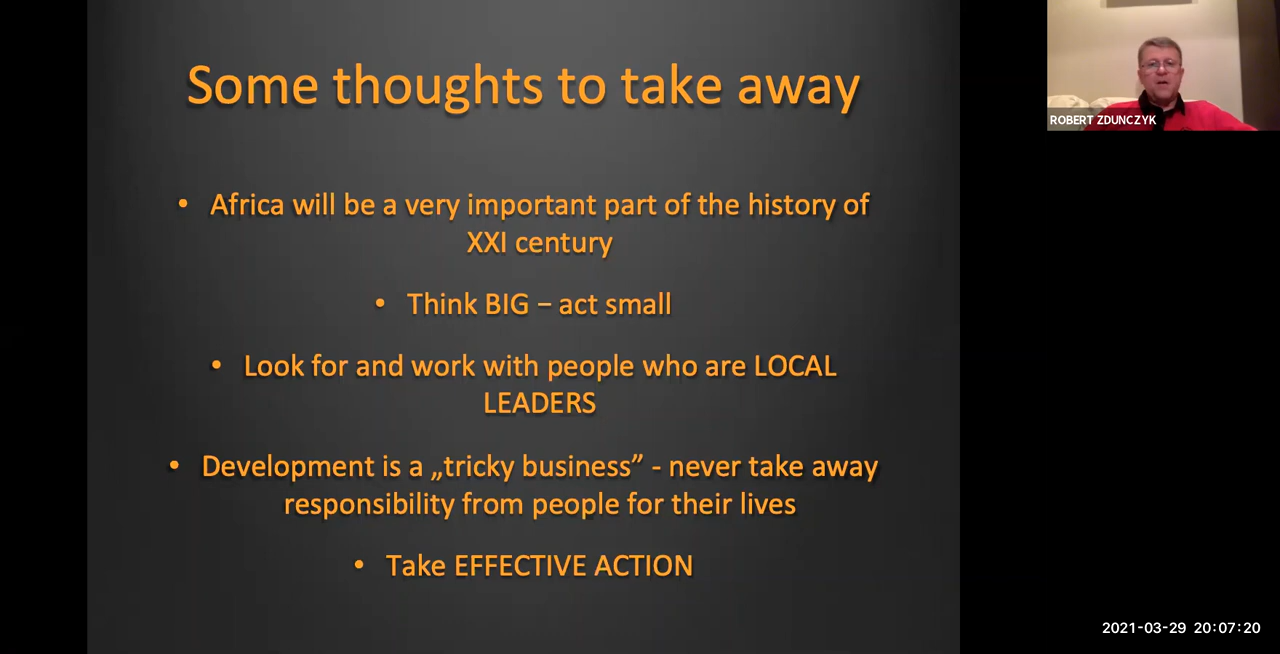 Some thoughts to take away
• Africa will be a very important part of the history of
XXI century
• Think BIG – act small
• Look for and work with people who are LOCAL
LEADERS
• Development is a „tricky business” - never take away
responsibility from people for their lives
• Take EFFECTIVE ACTION
ROBERT ZDUNCZYK
2021-03-29 20:07:20